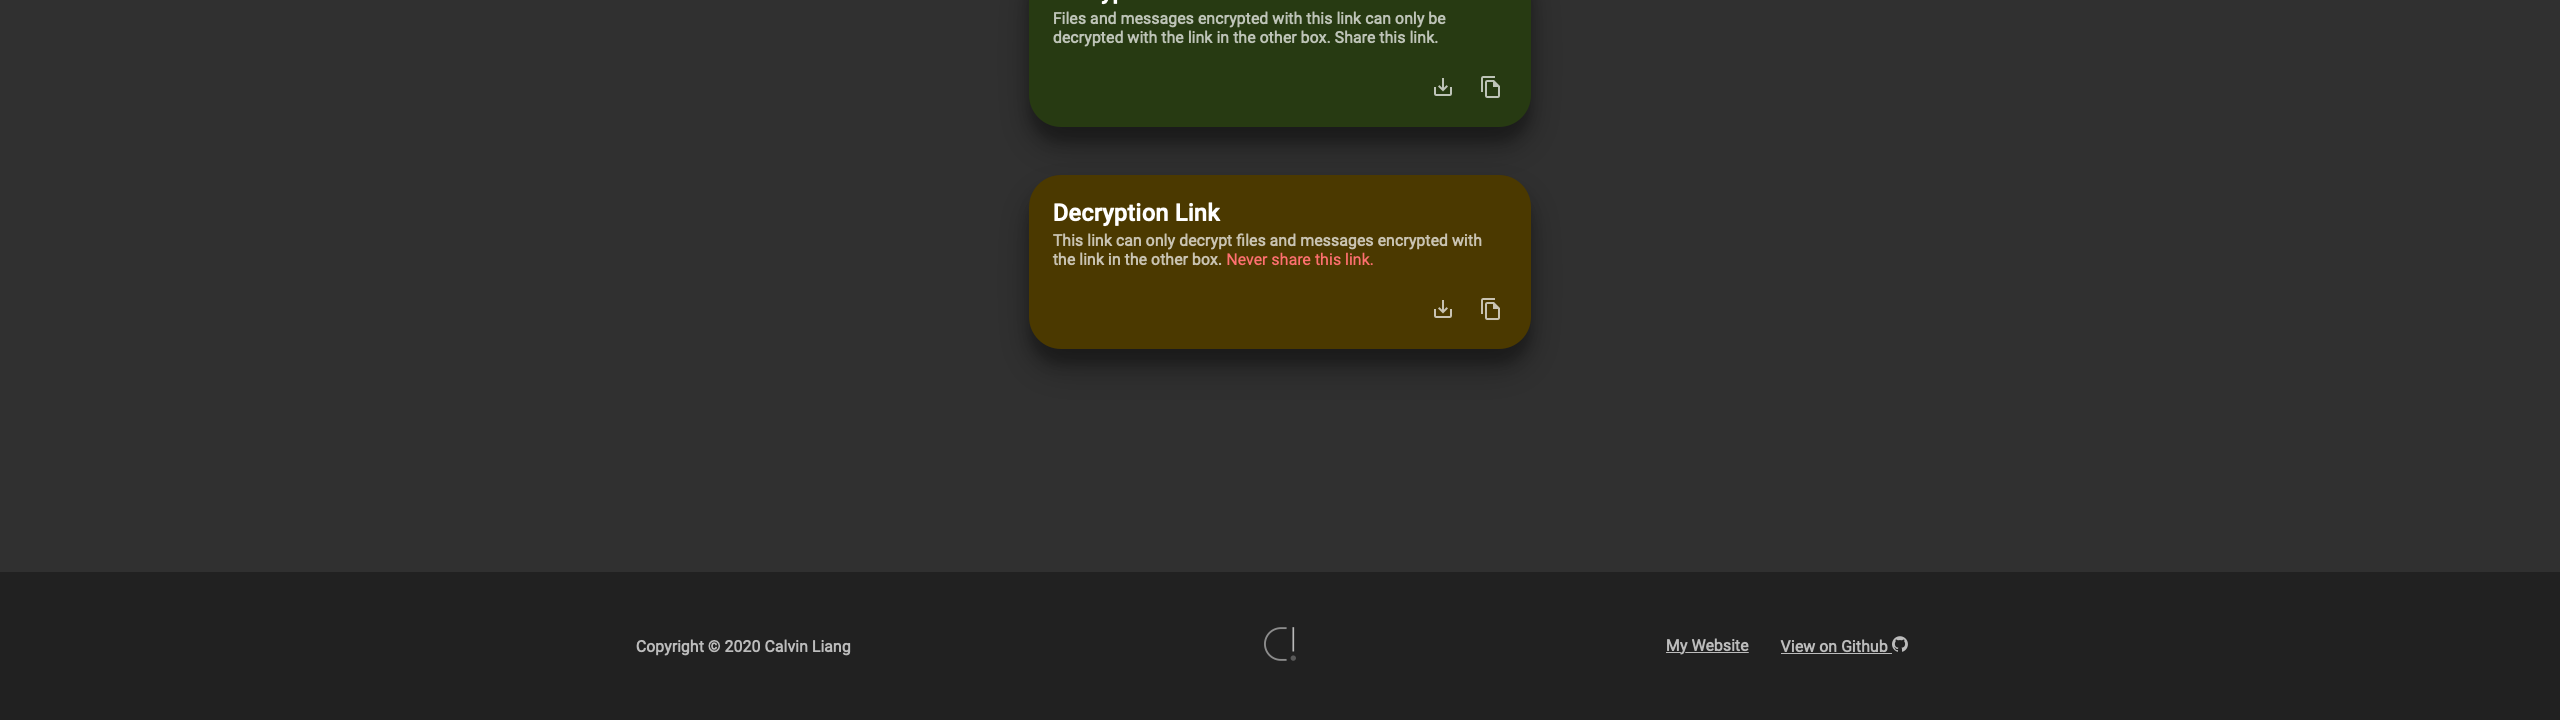 Files and messages encrypted with this link can only be
decrypted with the link in the other box. Share this link.
Decryption Link
This link can only decrypt files and messages encrypted with
the link in the other box. Never share this link.
Copyright © 2020 Calvin Liang
My Website
View on Github